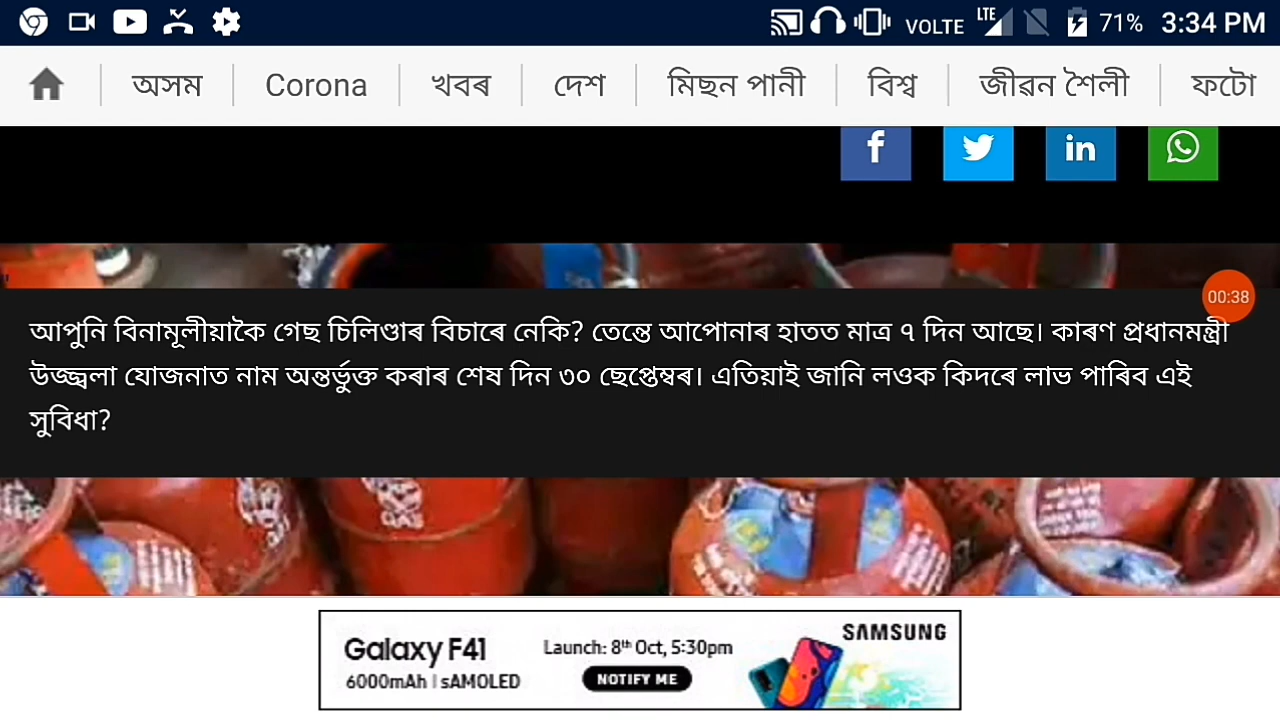 VOLTE LTE 71% 3:34 PM
অসম Corona খবৰ দেশ মিছন পানী বিশ্ব জীৱন শৈলী ফটো
00:38
আপুনি বিনামূলীয়াকৈ গেছ চিলিণ্ডাৰ বিচাৰে নেকি? তেন্তে আপোনাৰ হাতত মাত্ৰ ৭ দিন আছে। কাৰণ প্ৰধানমন্ত্ৰী
উজ্জ্বলা যোজনাত নাম অন্তৰ্ভুক্ত কৰাৰ শেষ দিন ৩০ ছেপ্তেম্বৰ। এতিয়াই জানি লওক কিদৰে লাভ পাৰিব এই
সুবিধা?
GAS
Galaxy F41 Launch: 8th Oct, 5:30pm SAMSUNG
6000mAh | sAMOLED NOTIFY ME